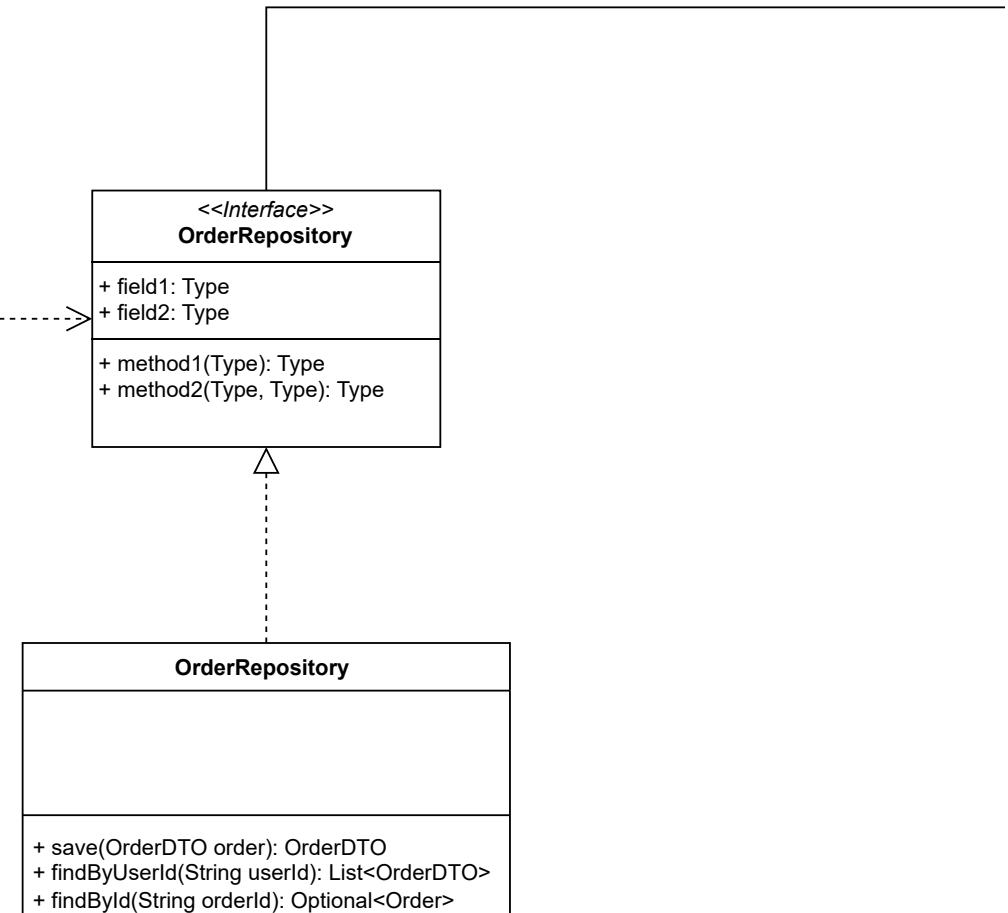 <<Interface>>
OrderRepository
+ field1: Type
+ field2: Type
+ method1(Type): Type
+ method2(Type, Type): Type
OrderRepository
+ save(OrderDTO order): OrderDTO
+ findByUserId(String userId): List<OrderDTO>
+ findById(String orderId): Optional<Order>